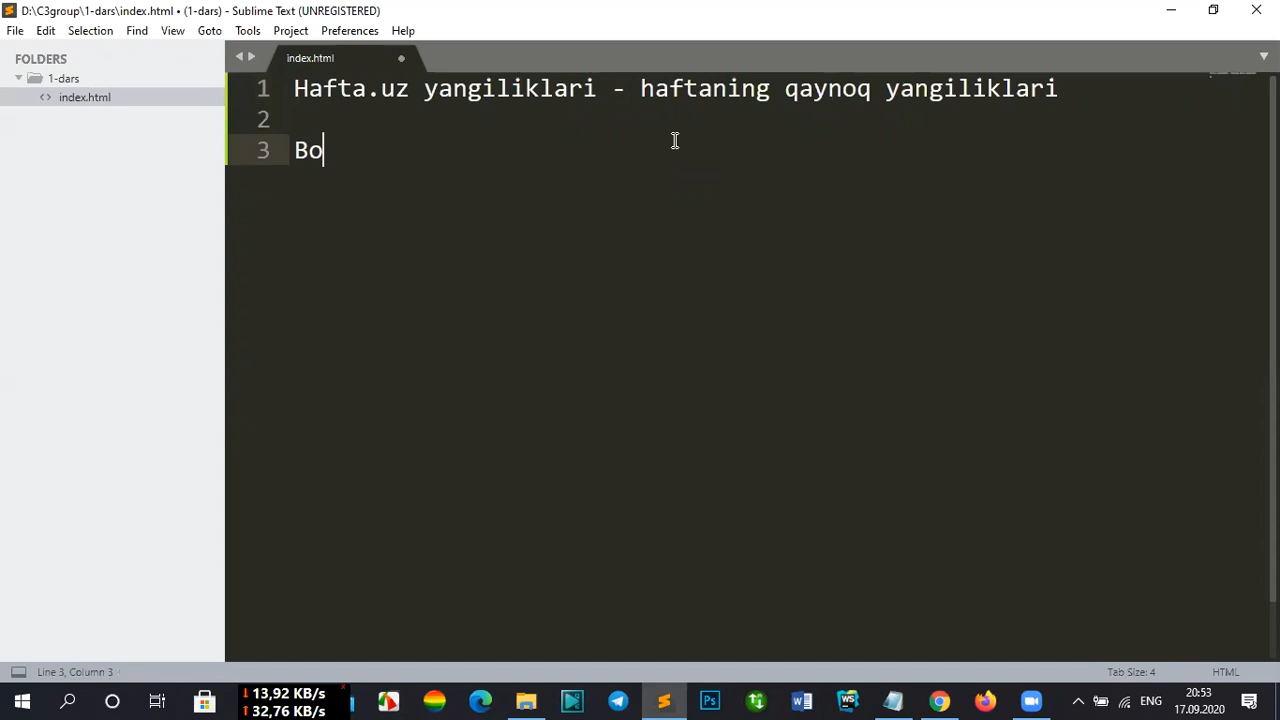 D:\C3group\1-dars\index.html • (1-dars) - Sublime Text (UNREGISTERED)
File Edit Selection Find View Goto Tools Project Preferences Help
FOLDERS
1-dars
index.html
index.html
1 Hafta.uz yangiliklari - haftaning qaynoq yangiliklari
2
3 Bo
Line 3, Column 3
Tab Size: 4
HTML
13,92 KB/s
32,76 KB/s
Ps
W
WS
ENG
20:53
17.09.2020